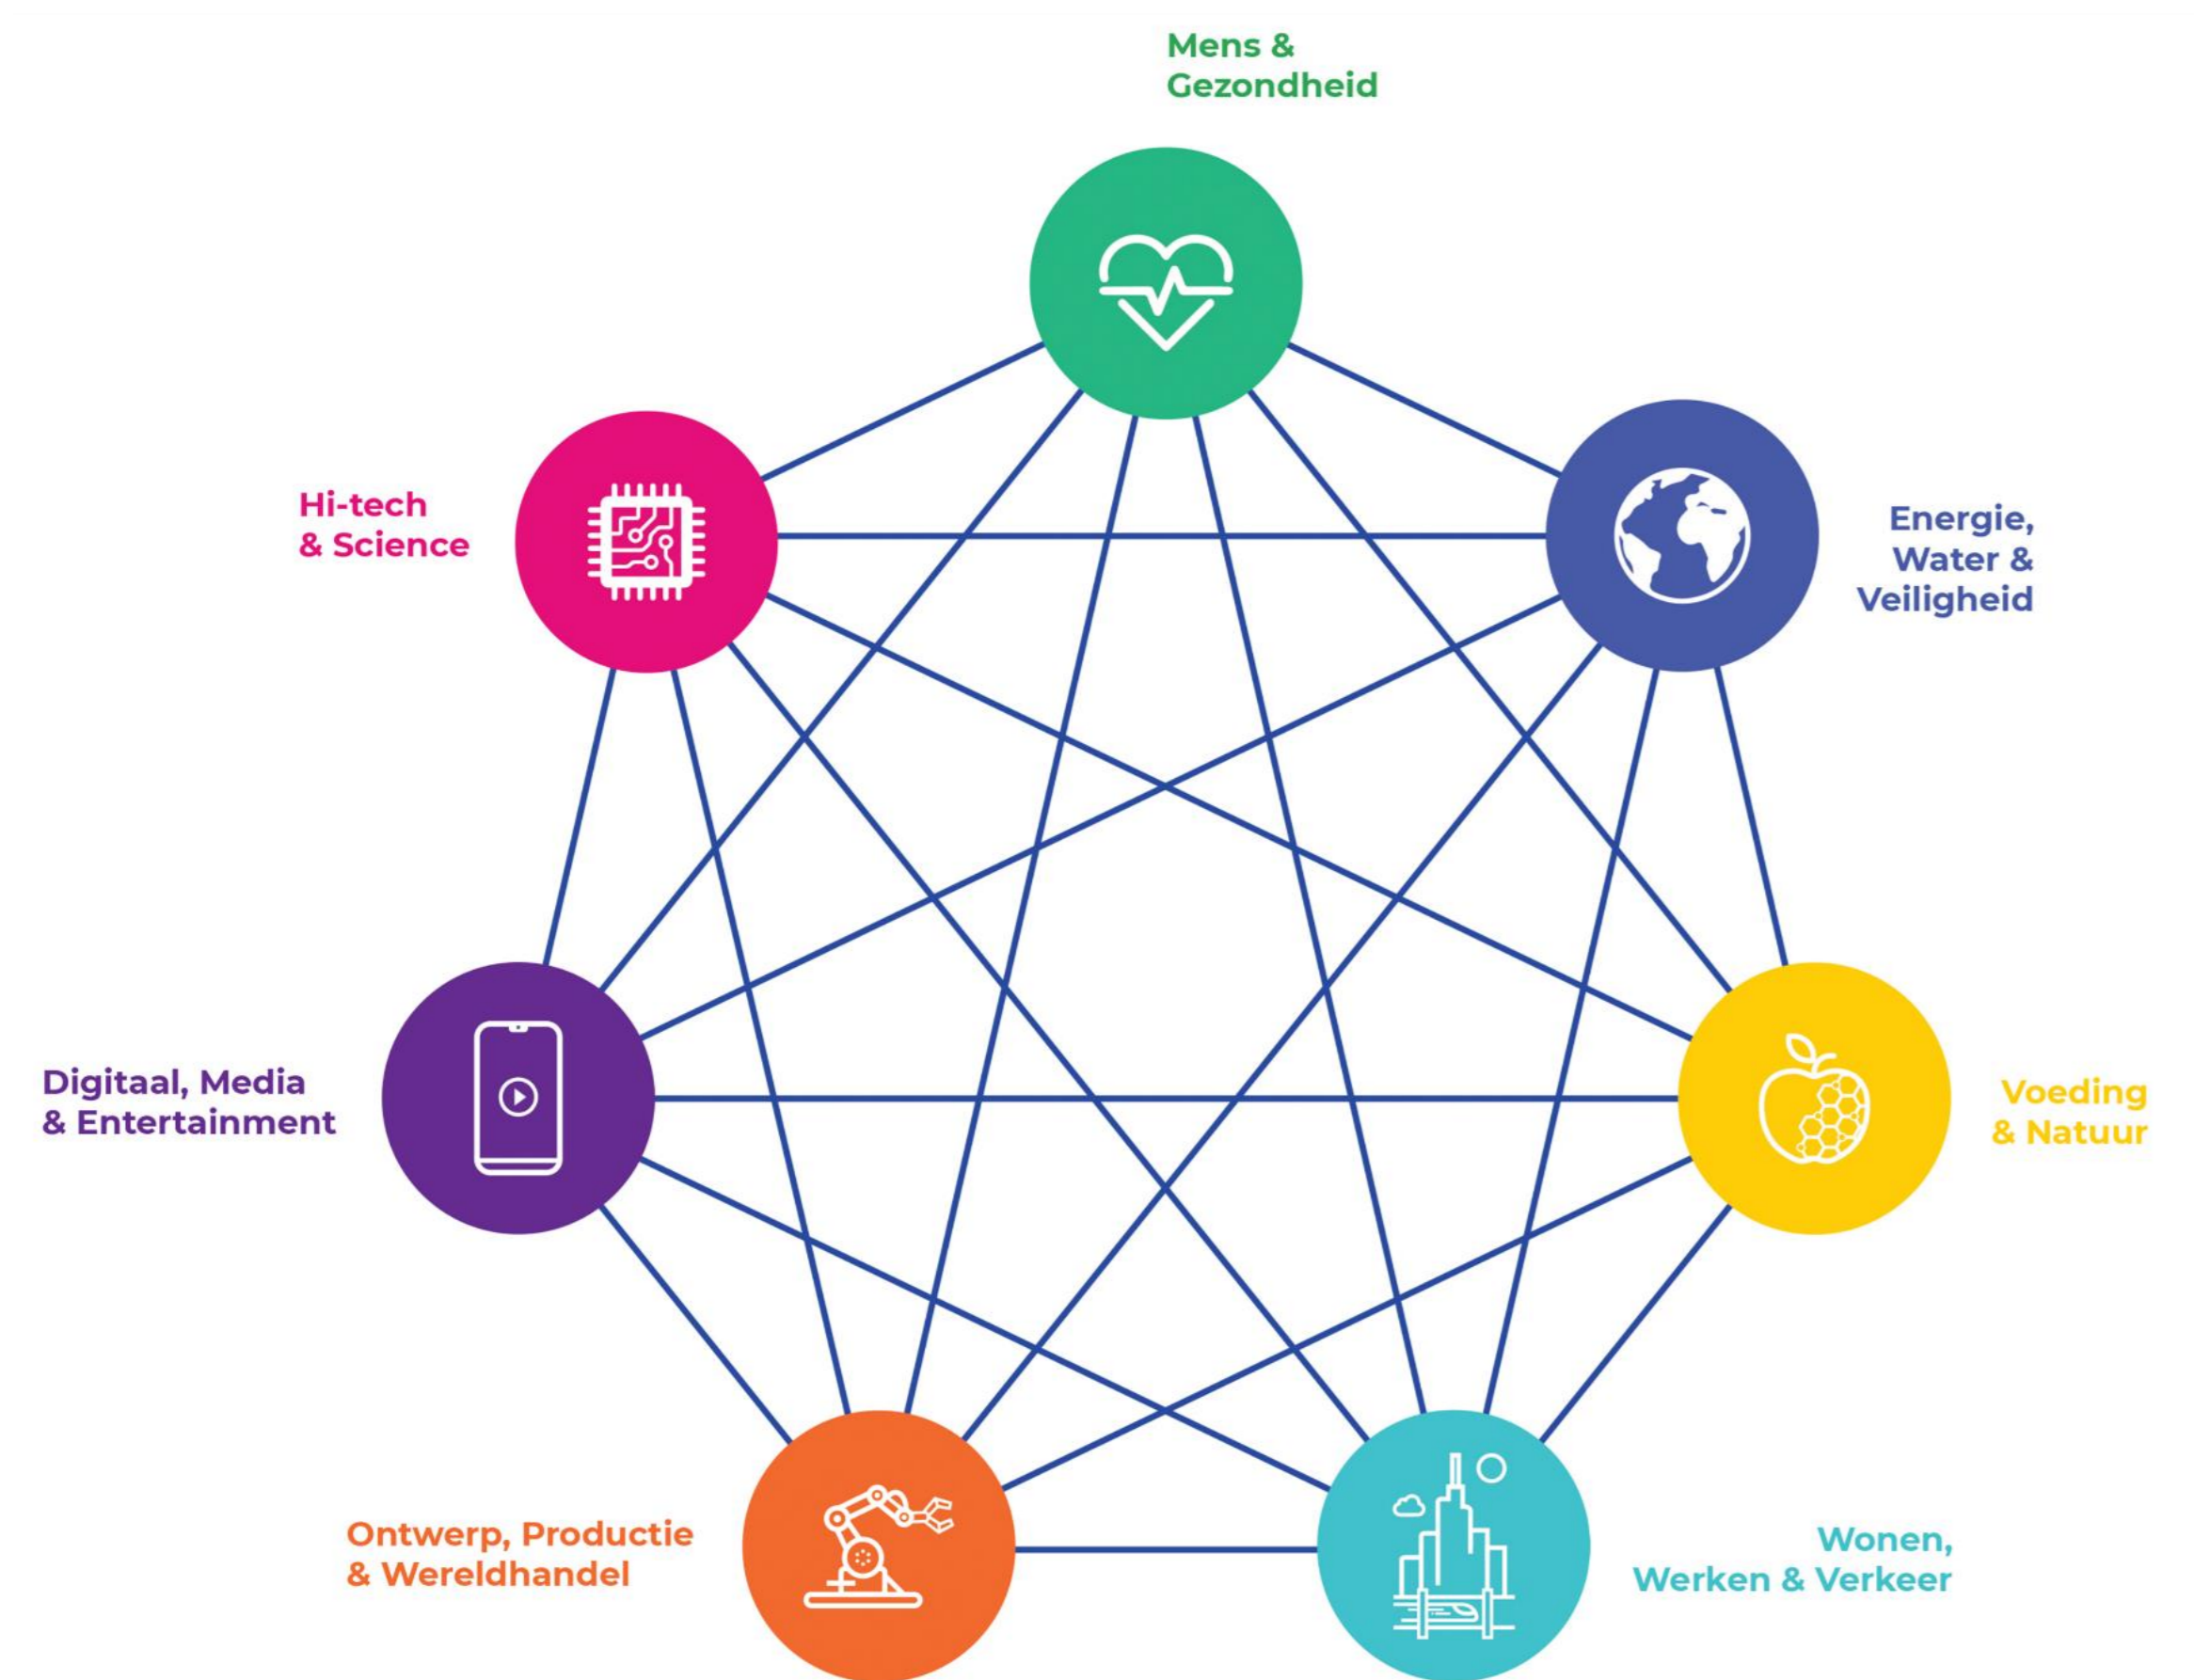 Mens &
Gezondheid
Hi-tech
& Science
Energie,
Water &
Veiligheid
Digitaal, Media
& Entertainment
Voeding
& Natuur
Ontwerp, Productie
& Wereldhandel
Wonen,
Werken & Verkeer